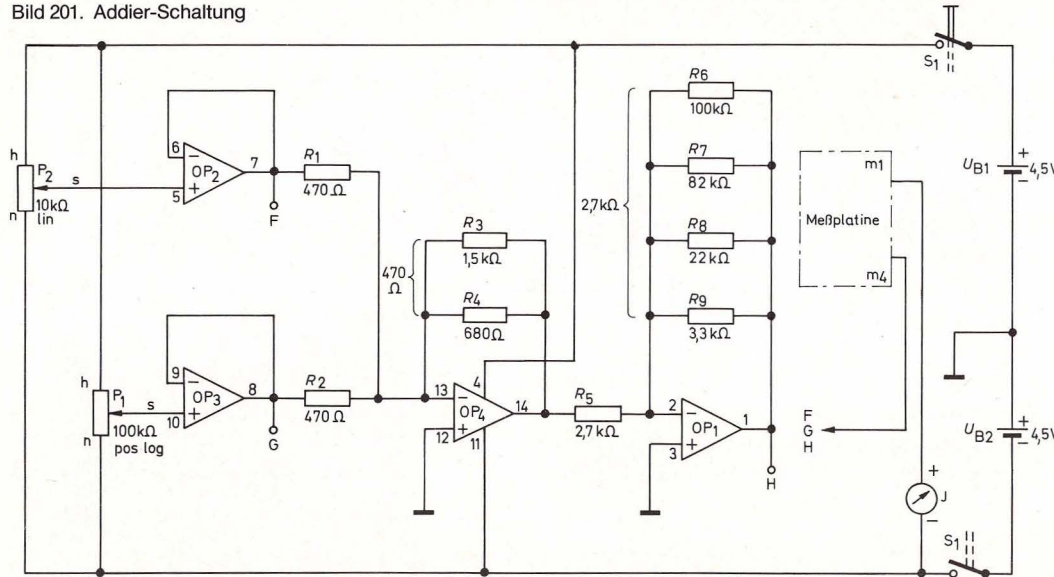 Bild 201. Addier-Schaltung
S1
R6
100kΩ
h
P2
s
n
10kΩ
lin
6
−
OP2
7
+
5
R1
470 Ω
F
R7
82 kΩ
2,7kΩ
m1
Meßplatine
m4
UB1
+
4,5V
−
R3
1,5 kΩ
470
Ω
R4
680Ω
R8
22 kΩ
R9
3,3 kΩ
h
P1
s
n
100kΩ
pos log
9
−
OP3
8
+
10
R2
470 Ω
G
13
−
4
OP4
14
+
12
11
R5
2,7 kΩ
2
−
OP1
1
+
3
H
F
G
H
UB2
+
4,5V
−
+
J
−
S1